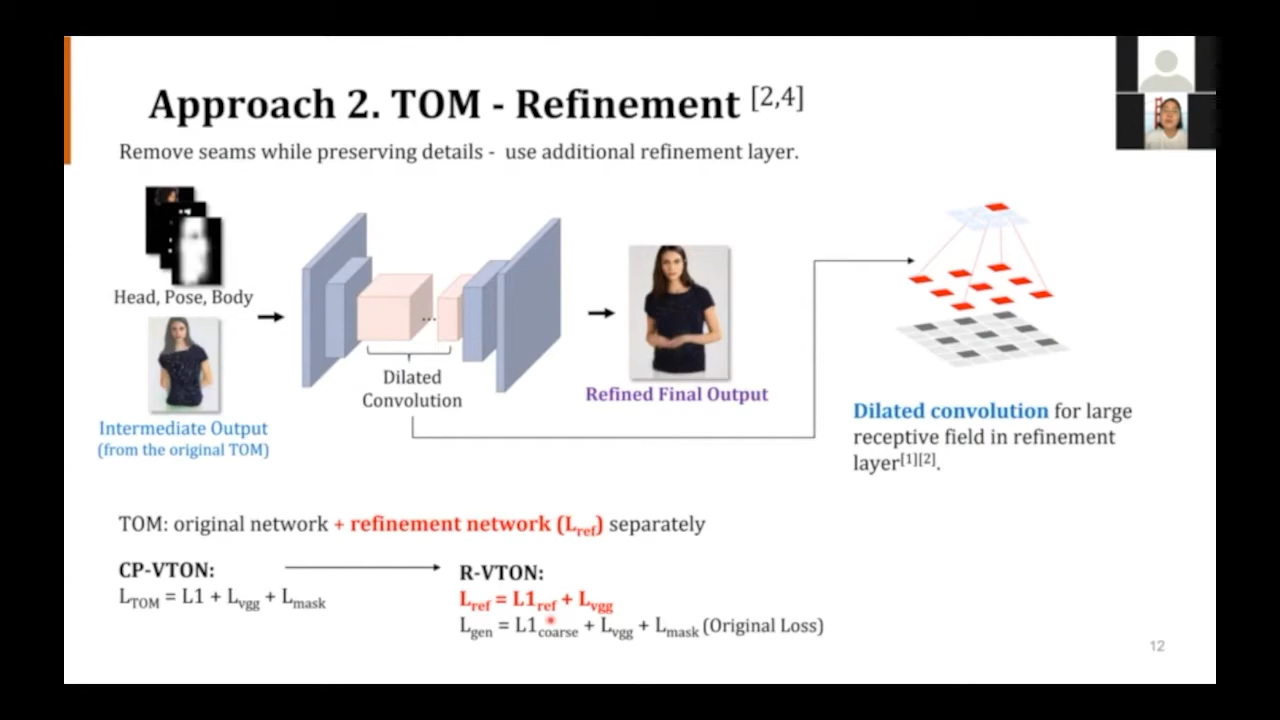 Approach 2. TOM - Refinement [2,4]
Remove seams while preserving details - use additional refinement layer.
Head, Pose, Body
Intermediate Output
(from the original TOM)
...
Dilated
Convolution
Refined Final Output
Dilated convolution for large
receptive field in refinement
layer[1][2].
TOM: original network + refinement network (Lref) separately
CP-VTON:
LTOM = L1 + Lvgg + Lmask
R-VTON:
Lref = L1ref + Lvgg
Lgen = L1coarse + Lvgg + Lmask (Original Loss)
12